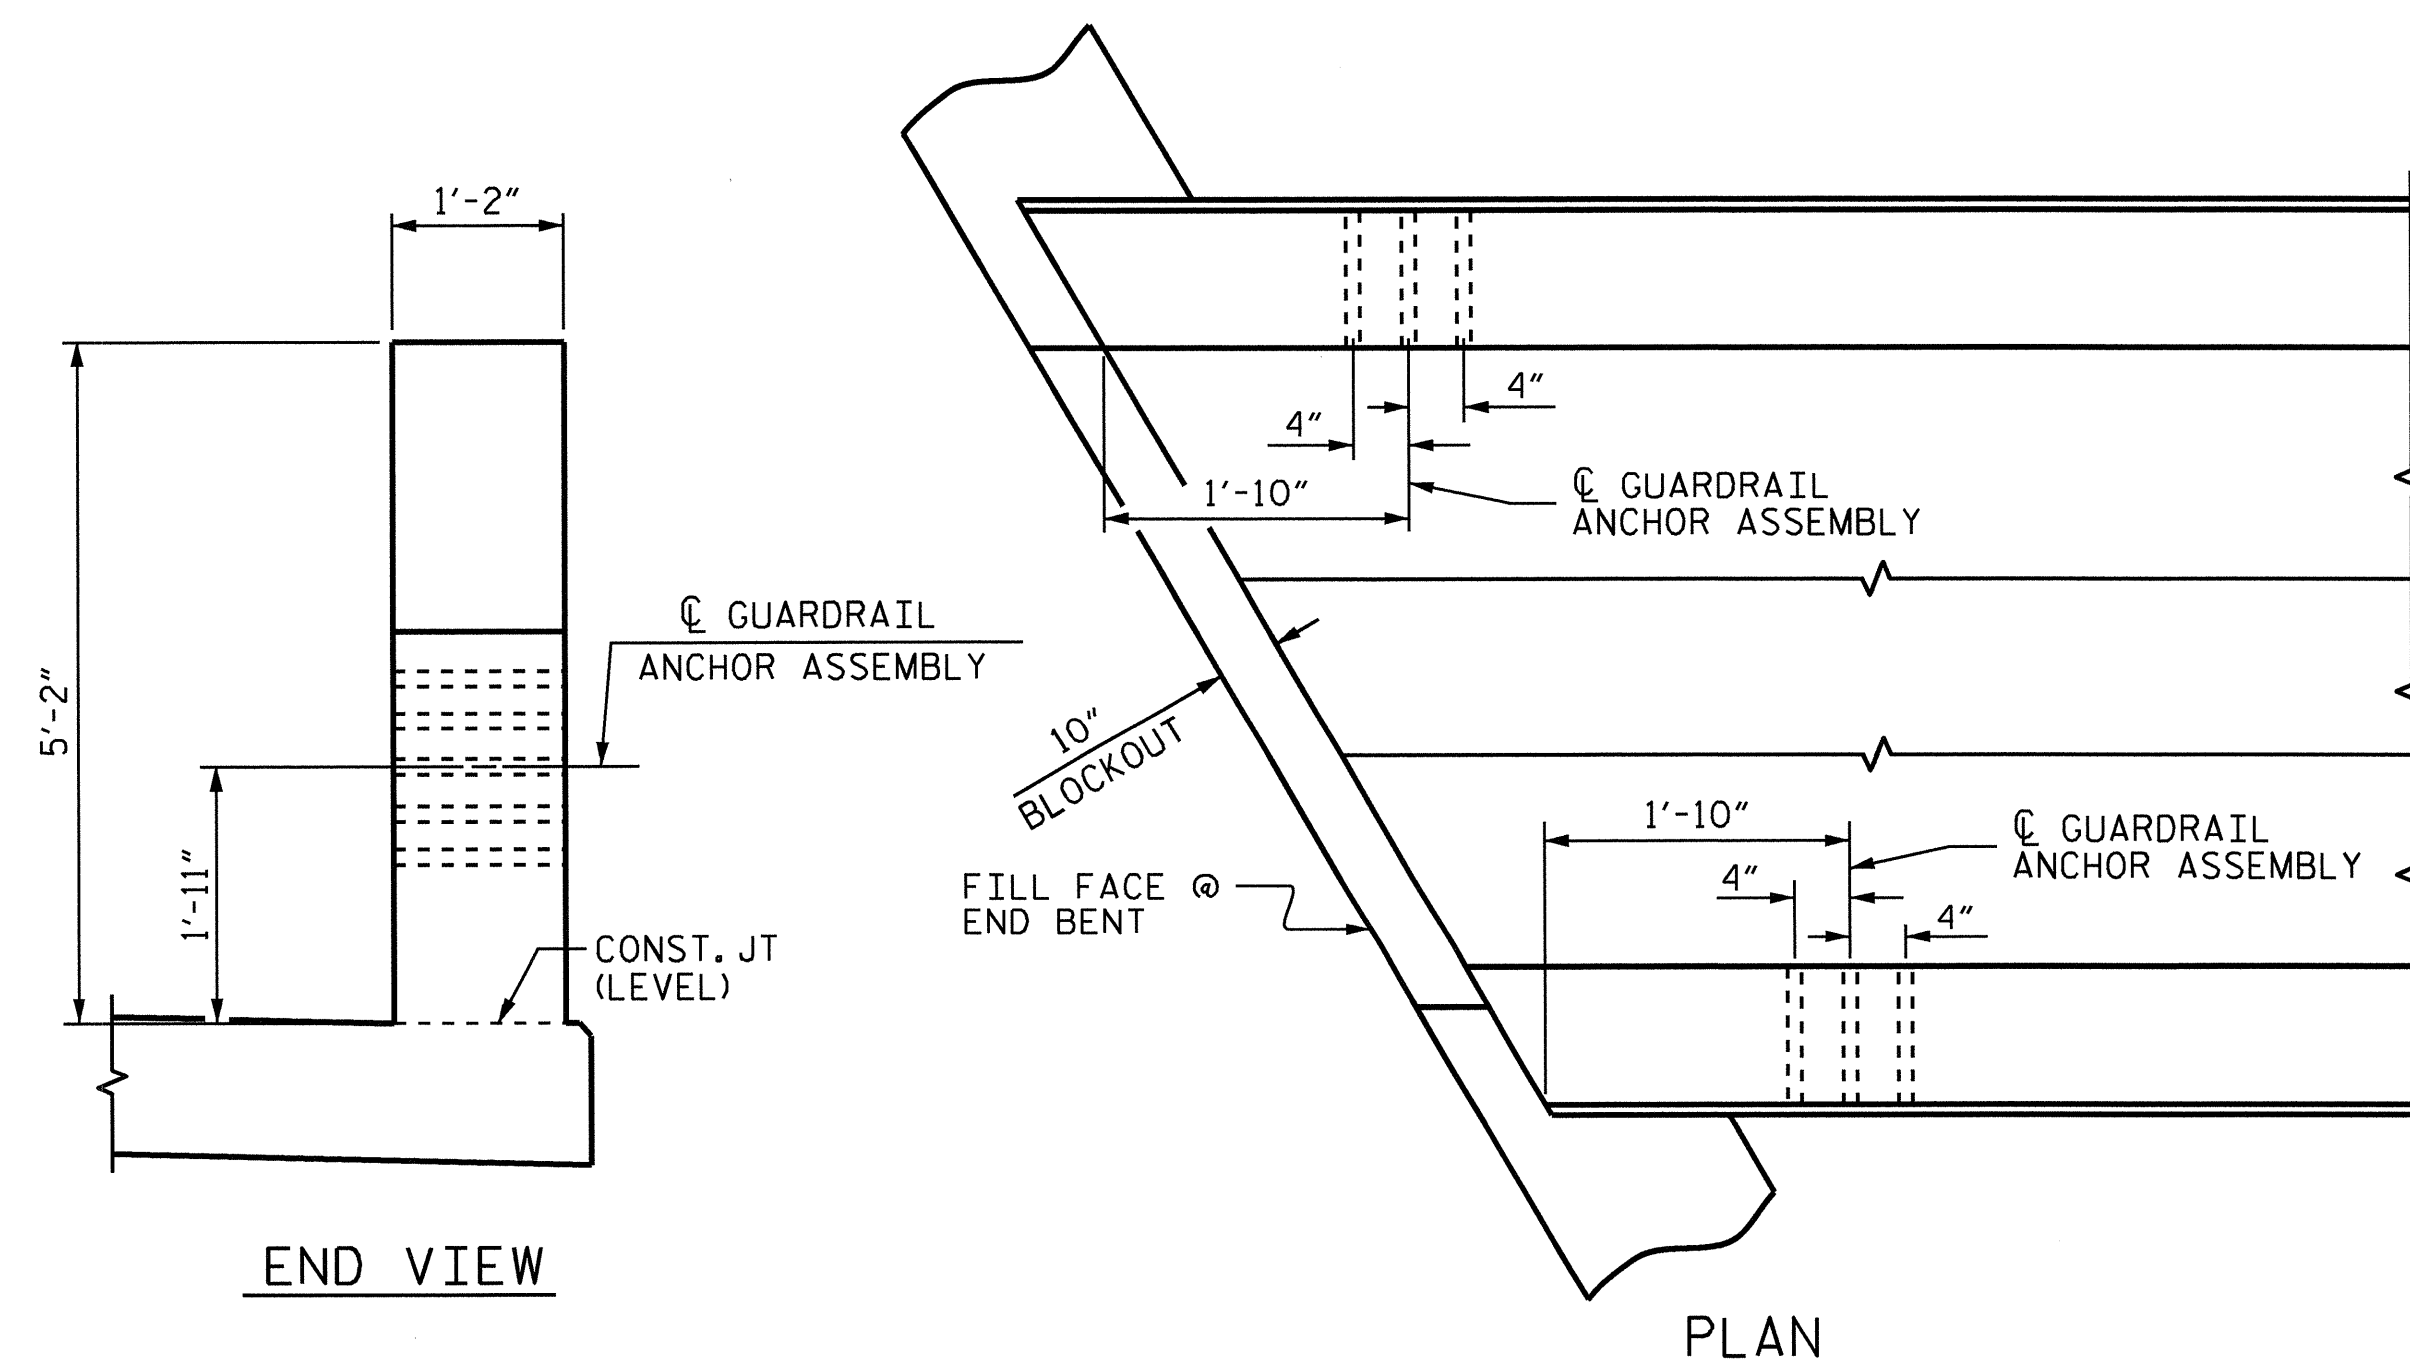 1'-2"
5'-2"
℄ GUARDRAIL
ANCHOR ASSEMBLY
1'-11"
CONST. JT
(LEVEL)
END VIEW
4"
4"
1'-10"
℄ GUARDRAIL
ANCHOR ASSEMBLY
10"
BLOCKOUT
1'-10"
℄ GUARDRAIL
ANCHOR ASSEMBLY
4"
4"
FILL FACE @
END BENT
PLAN